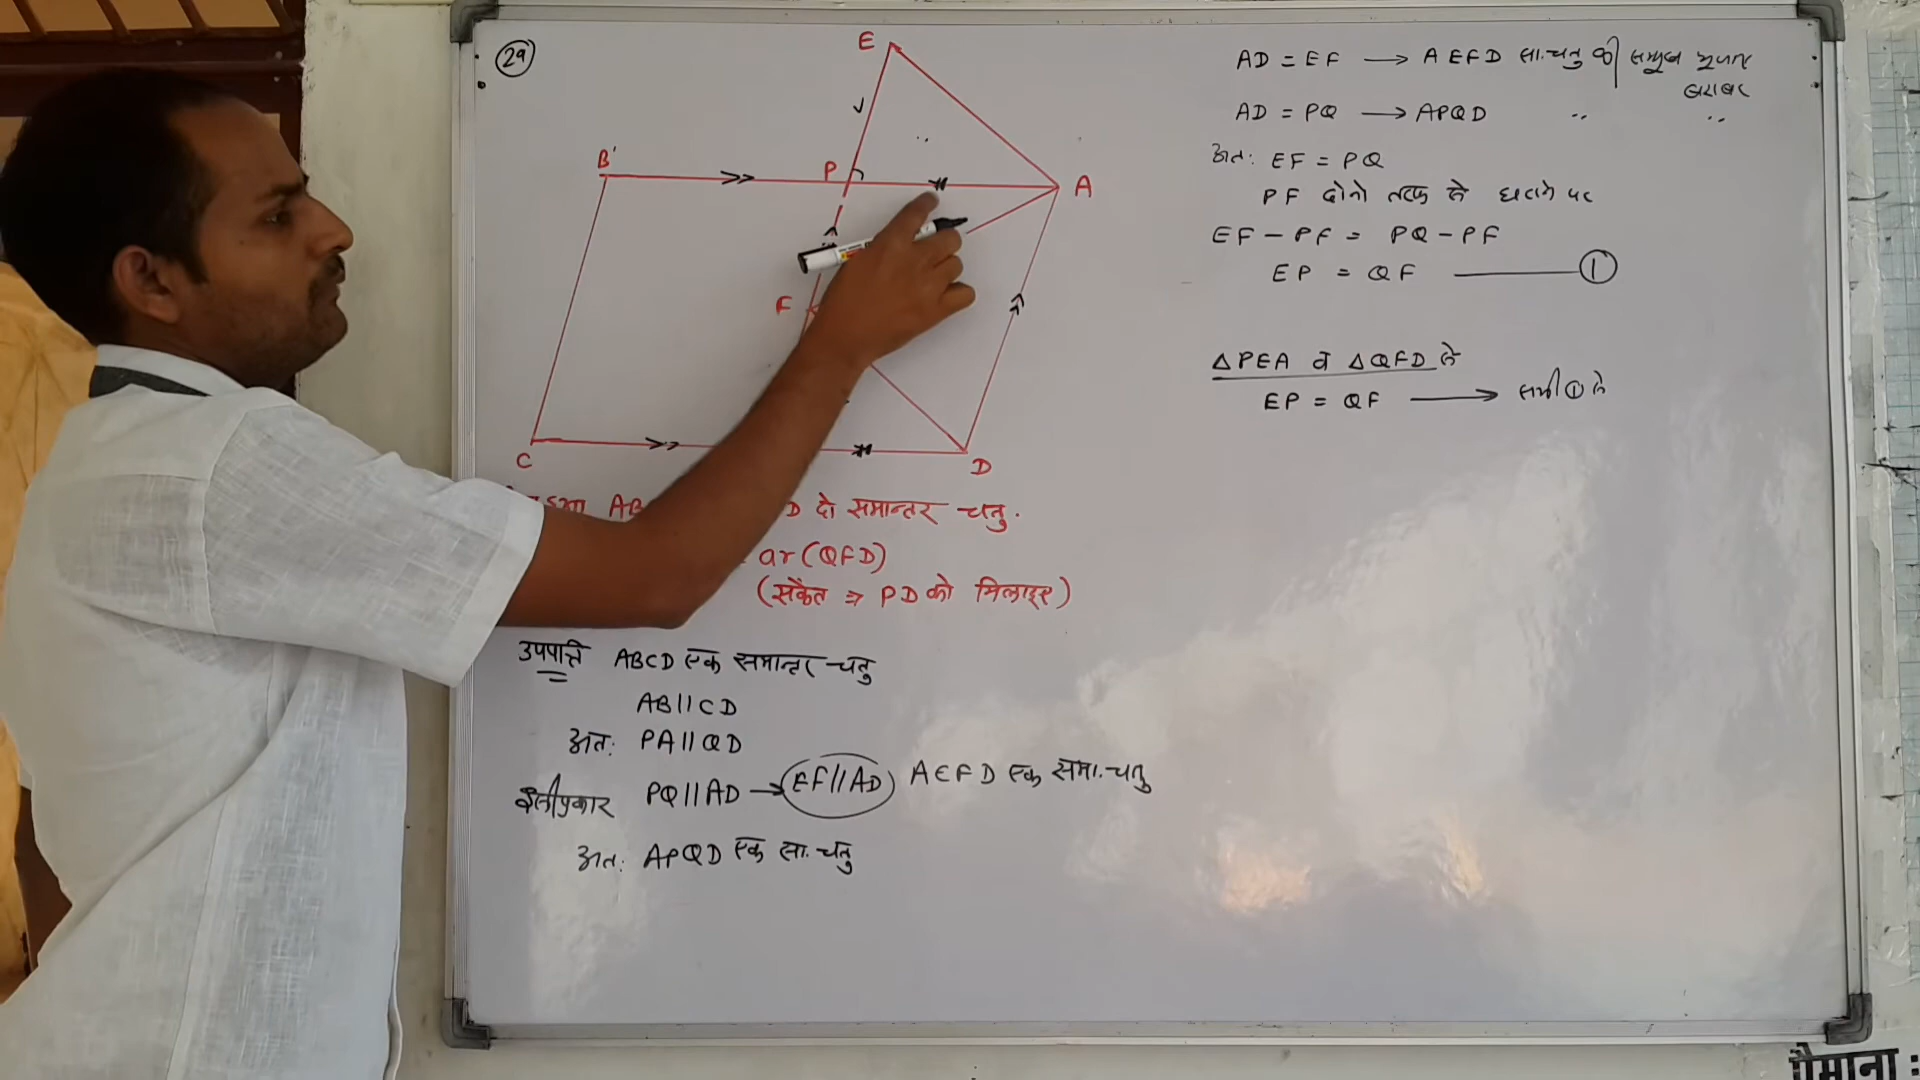 29
E
B'
P
A
F
C
D
AB D दो समान्तर चतु.
ar(QFD)
(संकेत ⇒ PD को मिलाइए)
उपपत्ति ABCD एक समान्तर चतु
AB||CD
अत: PA||QD
इसीप्रकार PQ||AD → EF||AD AEFD एक समा.चतु
अत: APQD एक सा.चतु
AD = EF → AEFD सा.चतु की सम्मुख भुजाएं
बराबर
AD = PQ → APQD " "
अत: EF = PQ
PF दोनो तरफ से घटाने पर
EF - PF = PQ - PF
EP = QF ①
△PEA व △QFD से
EP = QF → समी ① से
पैमाना :